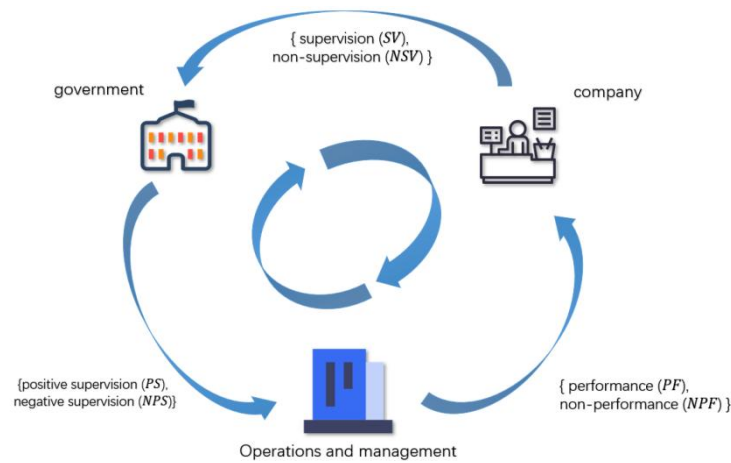 { supervision (SV),
non-supervision (NSV) }
government
company
{positive supervision (PS),
negative supervision (NPS)}
{ performance (PF),
non-performance (NPF) }
Operations and management